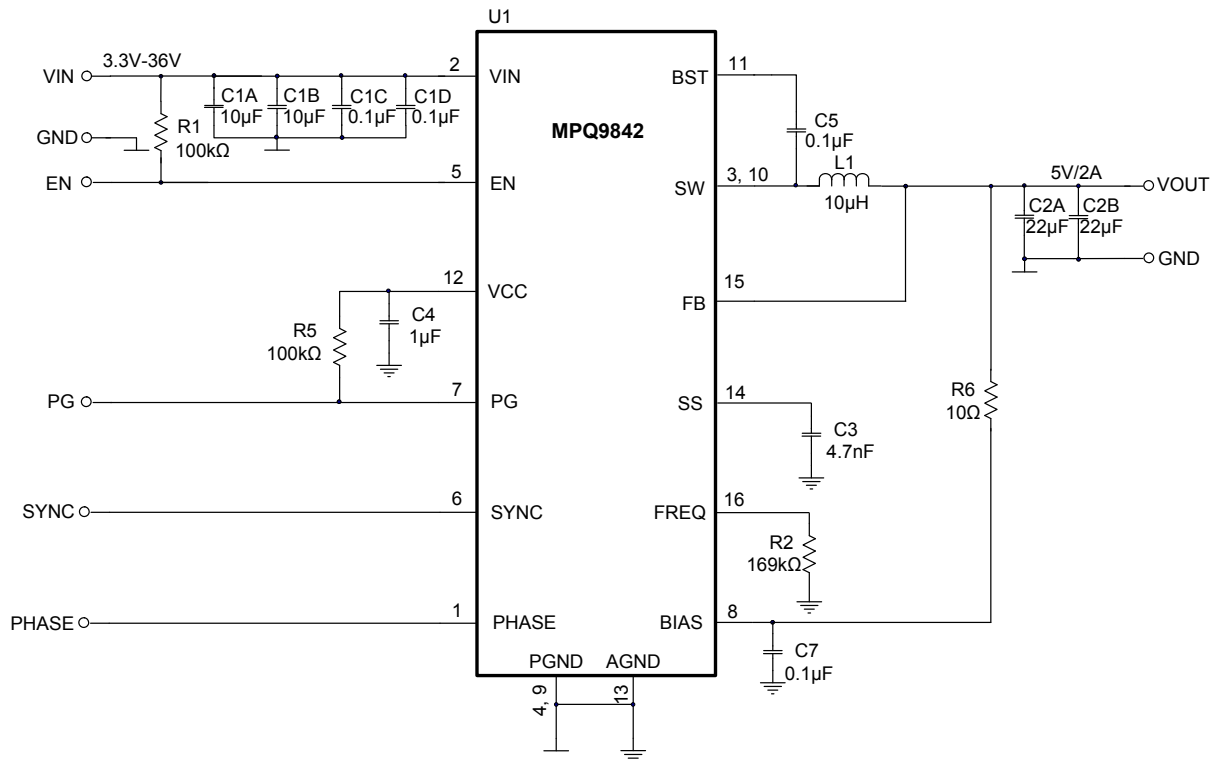 U1
3.3V-36V
VIN
GND
EN
R1
100kΩ
C1A
10µF
C1B
10µF
C1C
0.1µF
C1D
0.1µF
2
VIN
5
EN
MPQ9842
BST
11
C5
0.1µF
L1
10µH
SW
3, 10
5V/2A
VOUT
C2A
22µF
C2B
22µF
GND
12
VCC
R5
100kΩ
C4
1µF
15
FB
PG
7
PG
SS
14
C3
4.7nF
R6
10Ω
SYNC
6
SYNC
FREQ
16
R2
169kΩ
PHASE
1
PHASE
BIAS
8
C7
0.1µF
PGND
AGND
4, 9
13